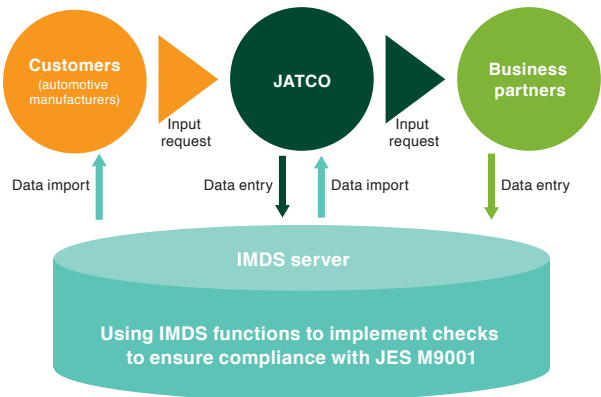 Customers
(automotive
manufacturers)
JATCO
Business
partners
Input
request
Input
request
Data import
Data entry
Data import
Data entry
IMDS server
Using IMDS functions to implement checks
to ensure compliance with JES M9001